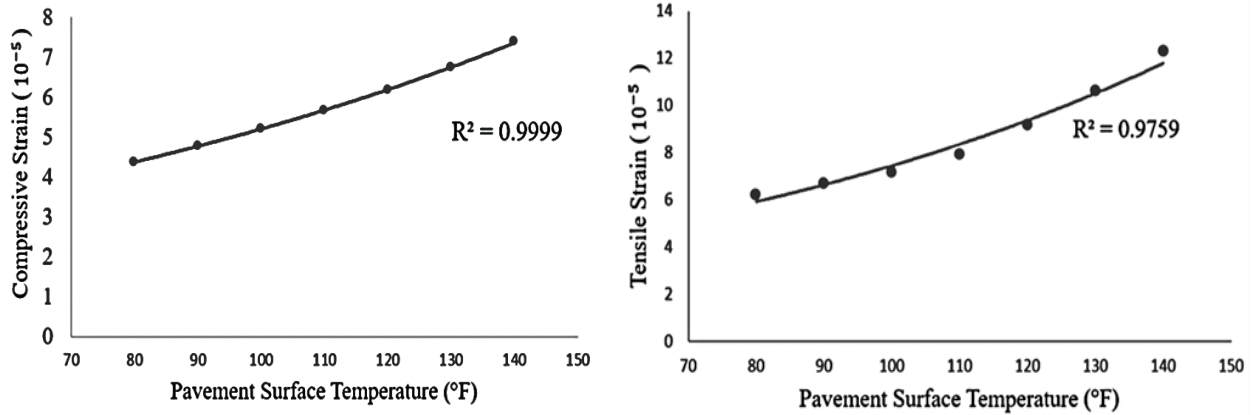 Compressive Strain ( 10⁻⁵ )
8
7
6
5
4
3
2
1
0
R² = 0.9999
70 80 90 100 110 120 130 140 150
Pavement Surface Temperature (°F)
Tensile Strain ( 10⁻⁵ )
14
12
10
8
6
4
2
0
R² = 0.9759
70 80 90 100 110 120 130 140 150
Pavement Surface Temperature (°F)